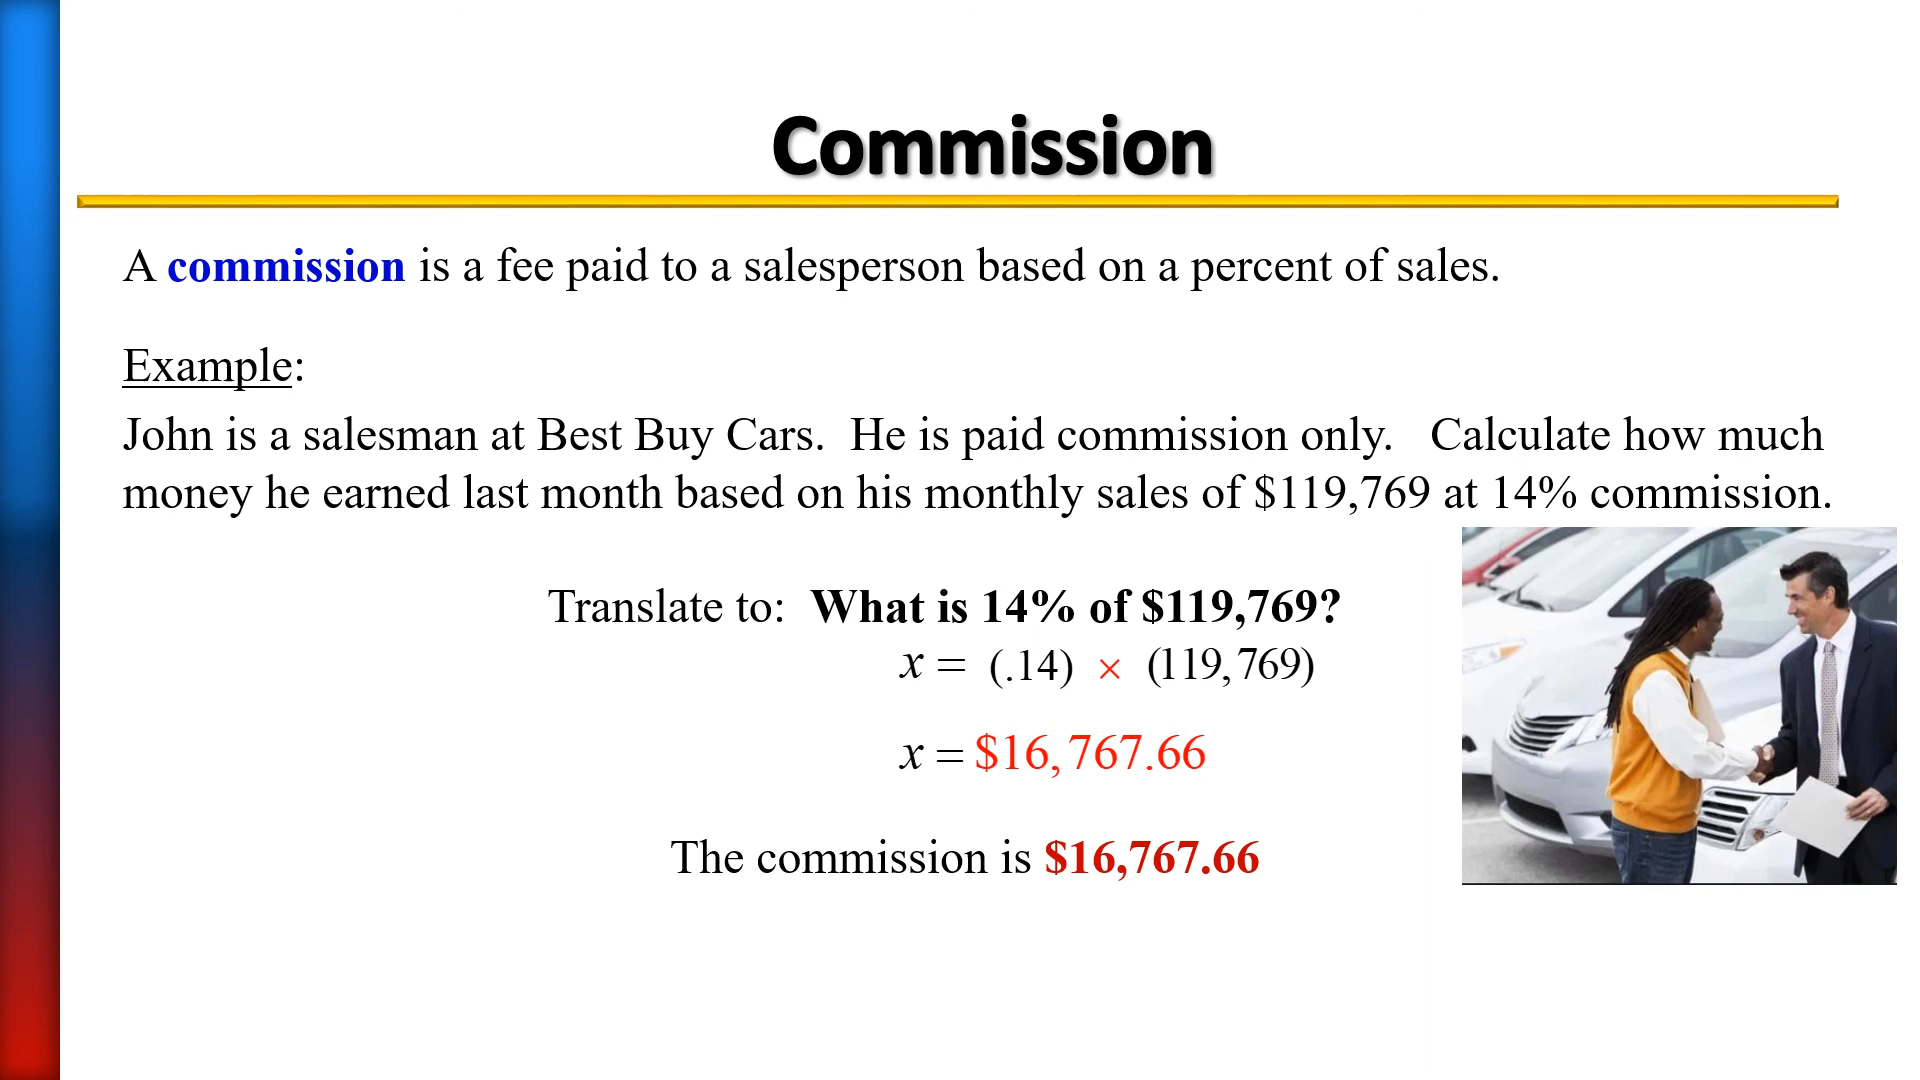 Commission
A commission is a fee paid to a salesperson based on a percent of sales.
Example:
John is a salesman at Best Buy Cars.  He is paid commission only.   Calculate how much
money he earned last month based on his monthly sales of $119,769 at 14% commission.
Translate to:  What is 14% of $119,769?
x = (.14) × (119,769)
x = $16,767.66
The commission is $16,767.66